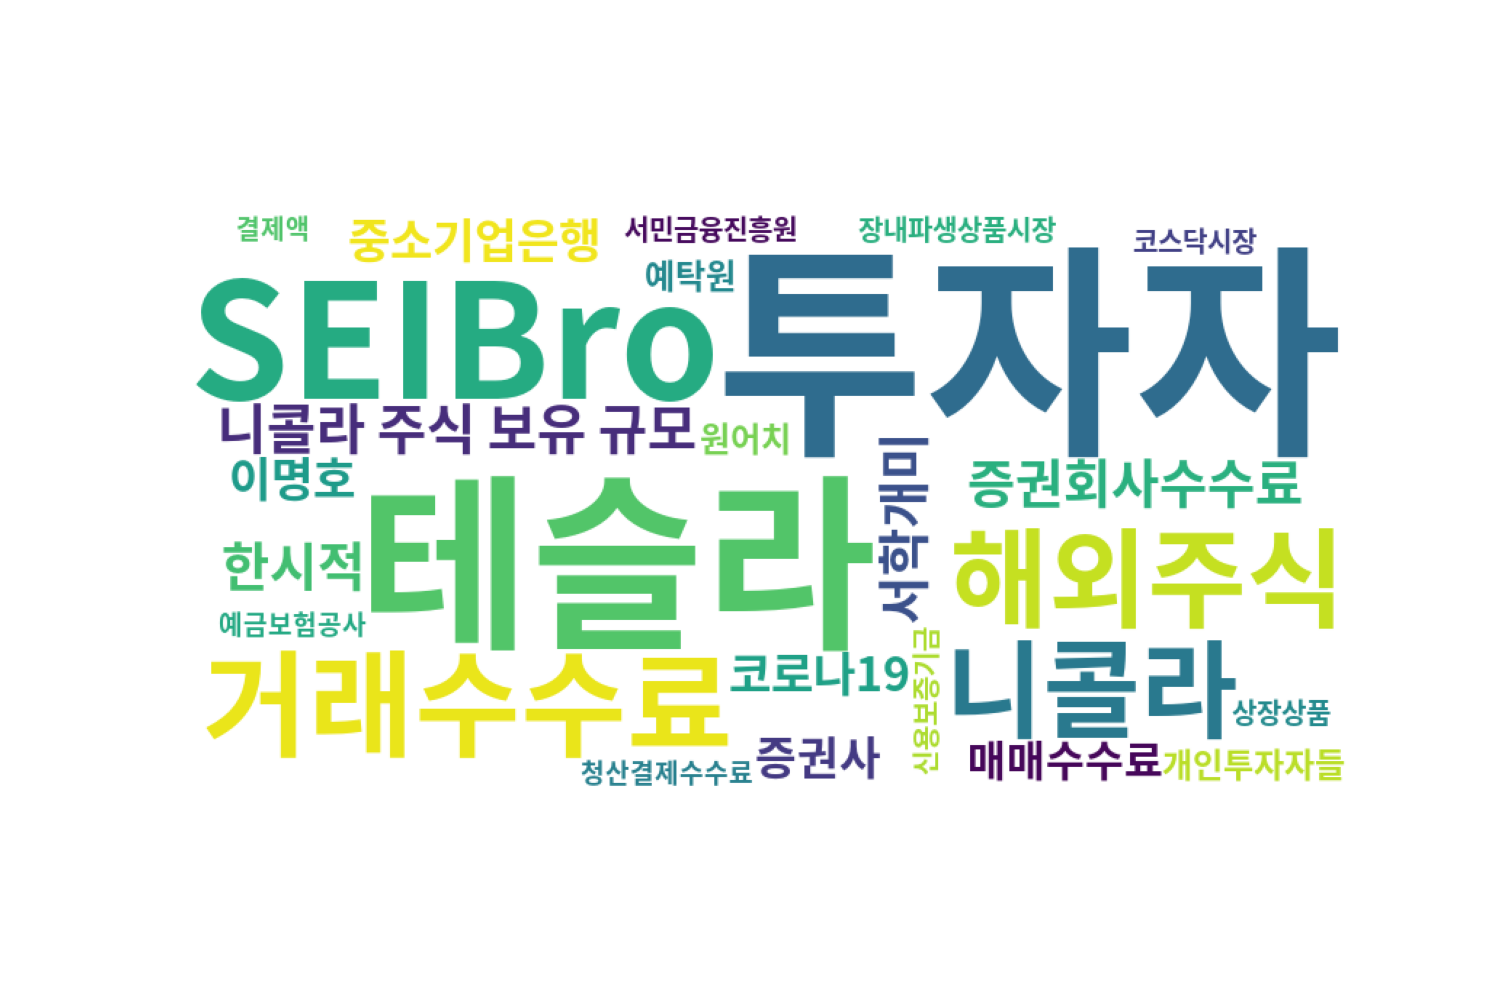 결제액
중소기업은행
서민금융진흥원
장내파생상품시장
코스닥시장
예탁원
SEIBro
투자자
니콜라 주식 보유 규모
원어치
이명호
테슬라
서학개미
증권회사수수료
한시적
해외주식
예금보험공사
거래수수료
코로나19
신용보증기금
니콜라
상장상품
청산결제수수료
증권사
매매수수료
개인투자자들